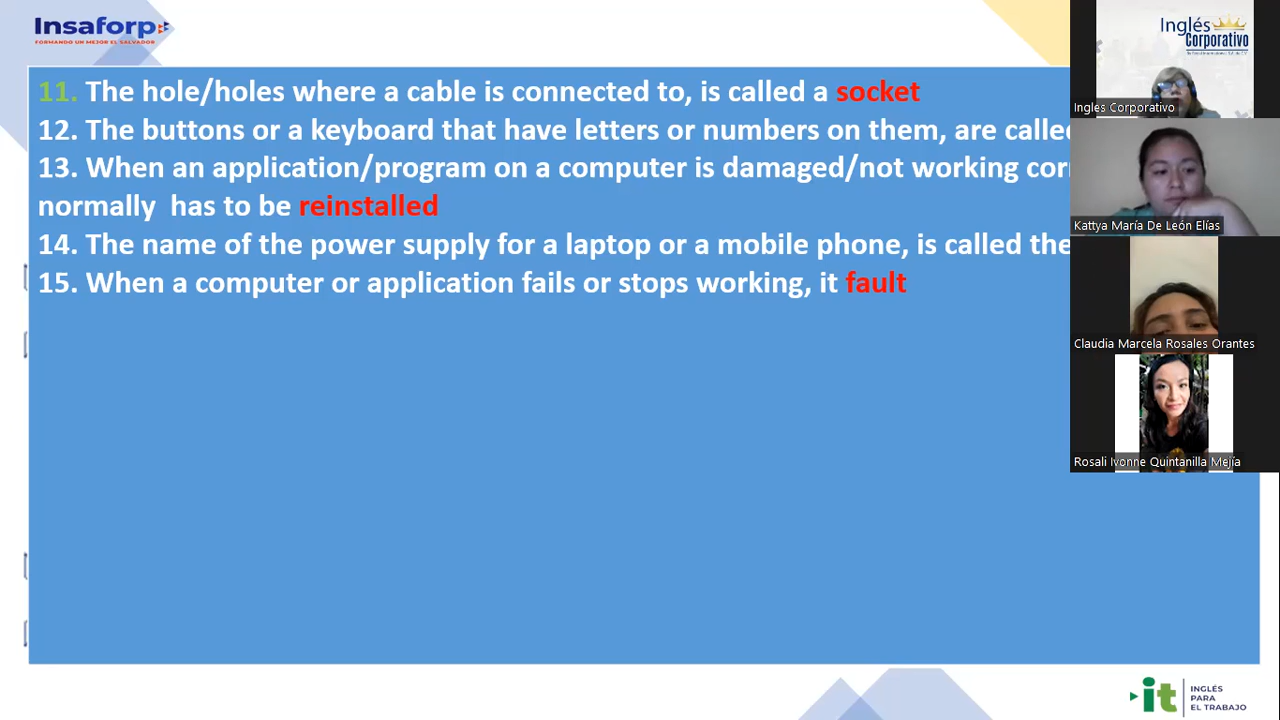 Insaforp
FORMANDO UN MEJOR EL SALVADOR
11. The hole/holes where a cable is connected to, is called a socket
12. The buttons or a keyboard that have letters or numbers on them, are called
13. When an application/program on a computer is damaged/not working
normally has to be reinstalled
14. The name of the power supply for a laptop or a mobile phone, is called the
15. When a computer or application fails or stops working, it fault
Inglés
Corporativo
Ingles Corporativo
Kattya María De León Elías
Claudia Marcela Rosales Orantes
Rosali Ivonne Quintanilla Mejía
it
INGLÉS
PARA
EL TRABAJO